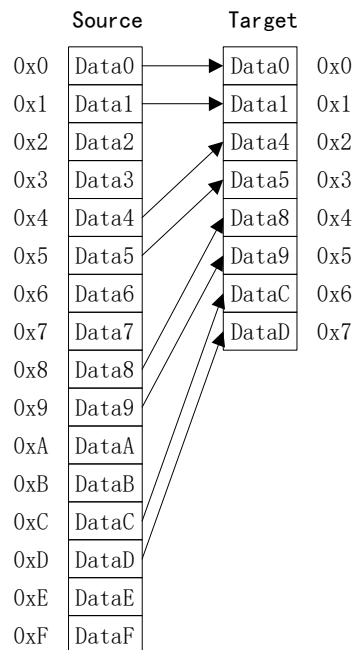 Source Target
0x0 Data0 Data0 0x0
0x1 Data1 Data1 0x1
0x2 Data2 Data4 0x2
0x3 Data3 Data5 0x3
0x4 Data4 Data8 0x4
0x5 Data5 Data9 0x5
0x6 Data6 DataC 0x6
0x7 Data7 DataD 0x7
0x8 Data8
0x9 Data9
0xA DataA
0xB DataB
0xC DataC
0xD DataD
0xE DataE
0xF DataF